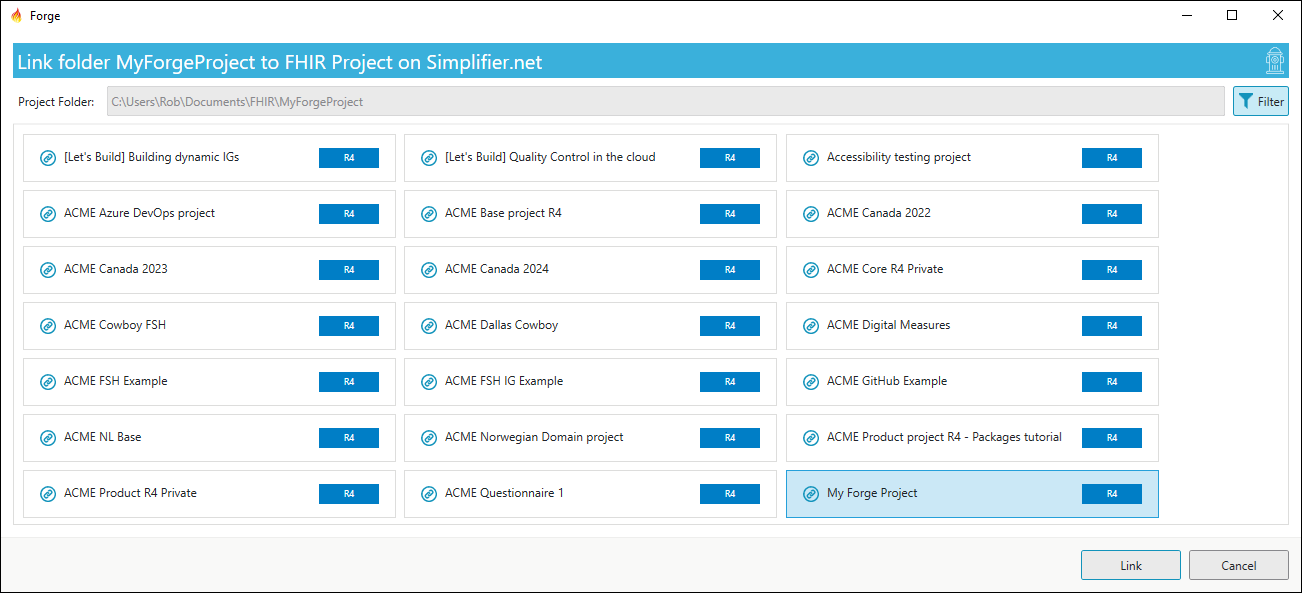 Forge
Link folder MyForgeProject to FHIR Project on Simplifier.net
Project Folder: C:\Users\Rob\Documents\FHIR\MyForgeProject Filter
[Let's Build] Building dynamic IGs R4 [Let's Build] Quality Control in the cloud R4 Accessibility testing project R4
ACME Azure DevOps project R4 ACME Base project R4 R4 ACME Canada 2022 R4
ACME Canada 2023 R4 ACME Canada 2024 R4 ACME Core R4 Private R4
ACME Cowboy FSH R4 ACME Dallas Cowboy R4 ACME Digital Measures R4
ACME FSH Example R4 ACME FSH IG Example R4 ACME GitHub Example R4
ACME NL Base R4 ACME Norwegian Domain project R4 ACME Product project R4 - Packages tutorial R4
ACME Product R4 Private R4 ACME Questionnaire 1 R4 My Forge Project R4
Link Cancel